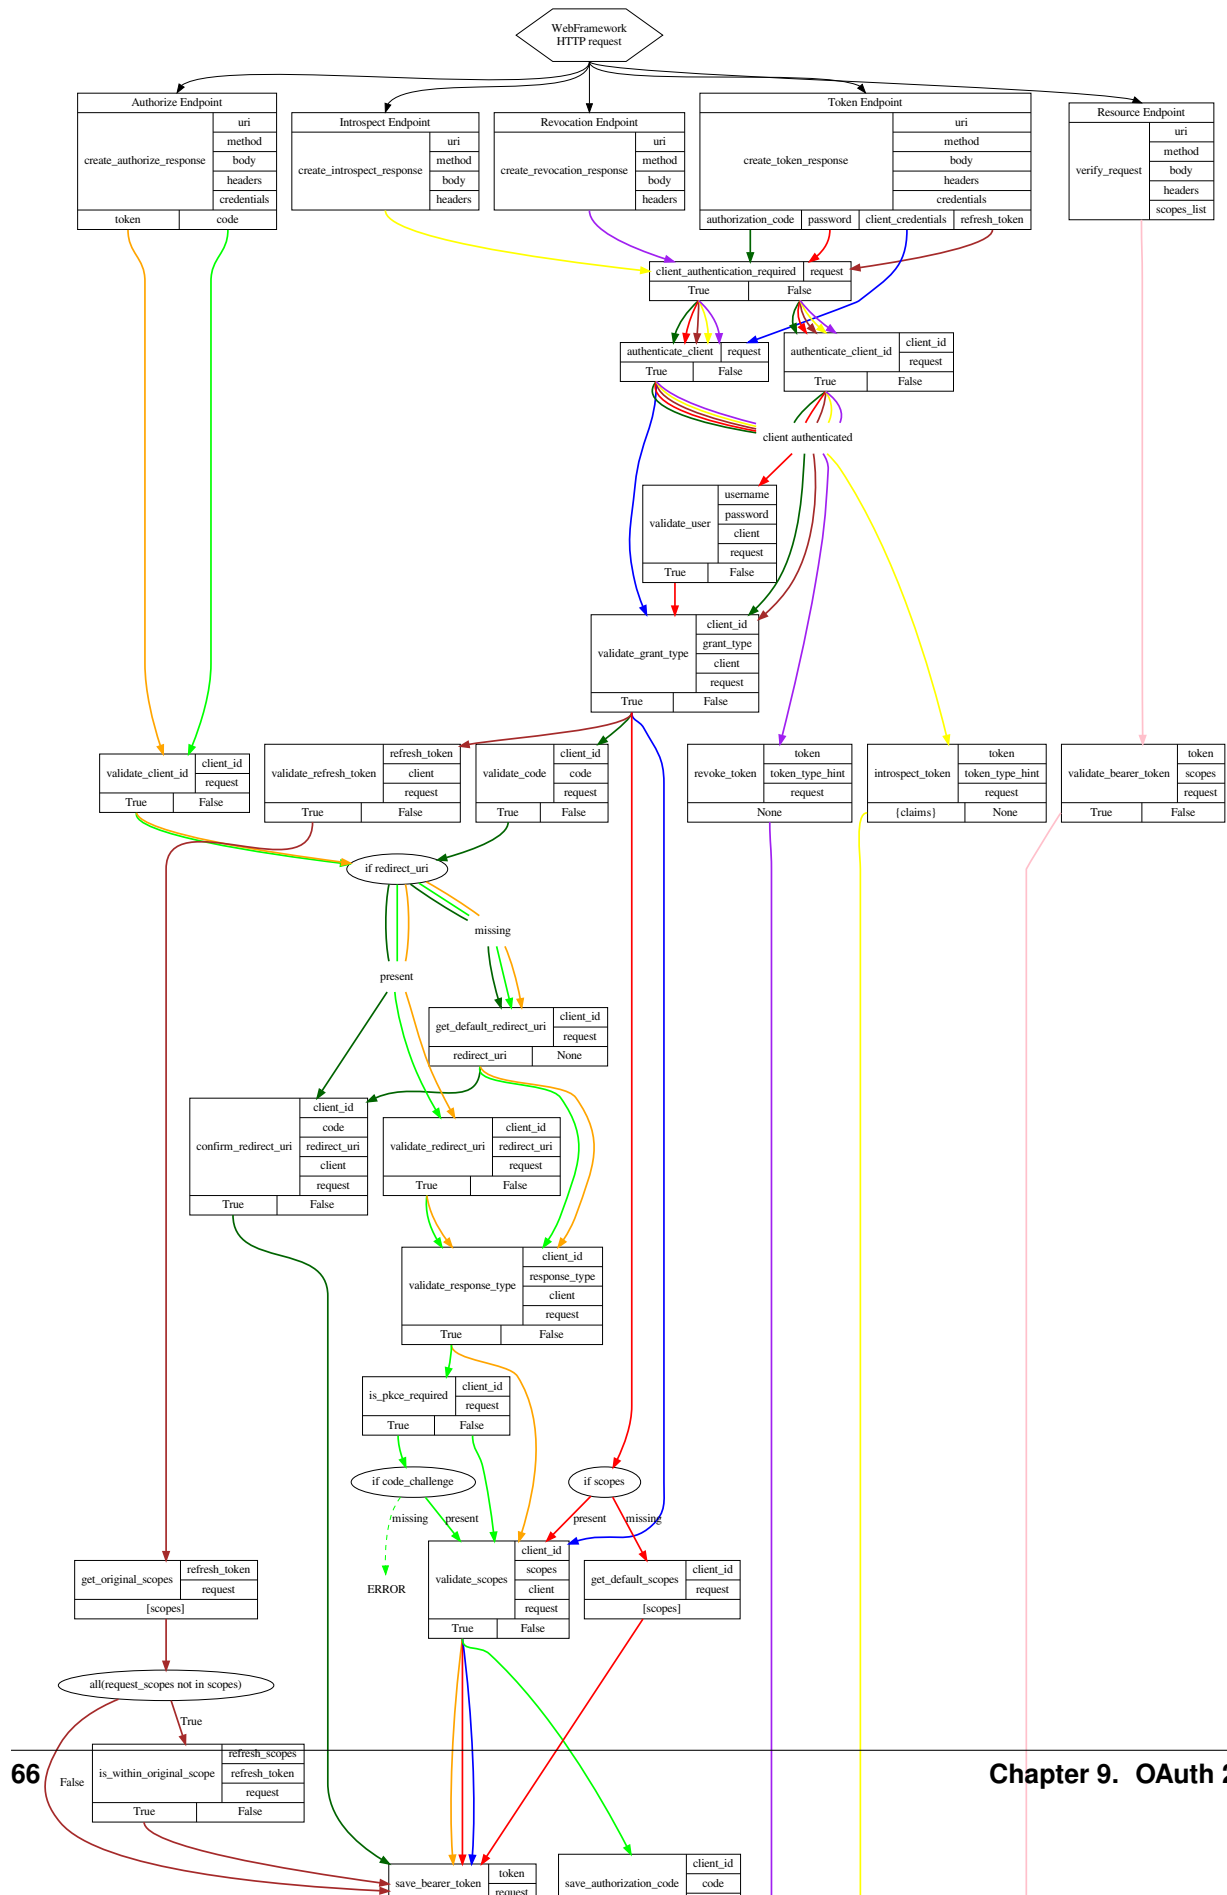 WebFramework
HTTP request
Authorize Endpoint
create_authorize_response
uri
method
body
headers
credentials
token
code
Introspect Endpoint
create_introspect_response
uri
method
body
headers
Revocation Endpoint
create_revocation_response
uri
method
body
headers
Token Endpoint
create_token_response
uri
method
body
headers
credentials
authorization_code
password
client_credentials
refresh_token
Resource Endpoint
verify_request
uri
method
body
headers
scopes_list
client_authentication_required
request
True
False
authenticate_client
request
True
False
authenticate_client_id
client_id
request
True
False
client authenticated
validate_user
username
password
client
request
True
False
validate_grant_type
client_id
grant_type
client
request
True
False
validate_client_id
client_id
request
True
False
validate_refresh_token
refresh_token
client
request
True
False
validate_code
client_id
code
request
True
False
revoke_token
token
token_type_hint
request
None
introspect_token
token
token_type_hint
request
{claims}
None
validate_bearer_token
token
scopes
request
True
False
if redirect_uri
missing
present
get_default_redirect_uri
client_id
request
redirect_uri
None
confirm_redirect_uri
client_id
code
redirect_uri
client
request
True
False
validate_redirect_uri
client_id
redirect_uri
request
True
False
validate_response_type
client_id
response_type
client
request
True
False
is_pkce_required
client_id
request
True
False
if code_challenge
if scopes
missing
present
present
missing
ERROR
validate_scopes
client_id
scopes
client
request
True
False
get_default_scopes
client_id
request
[scopes]
get_original_scopes
refresh_token
request
[scopes]
all(request_scopes not in scopes)
True
False
is_within_original_scope
refresh_scopes
refresh_token
request
True
False
66
Chapter 9. OAuth 2
save_bearer_token
token
request
save_authorization_code
client_id
code